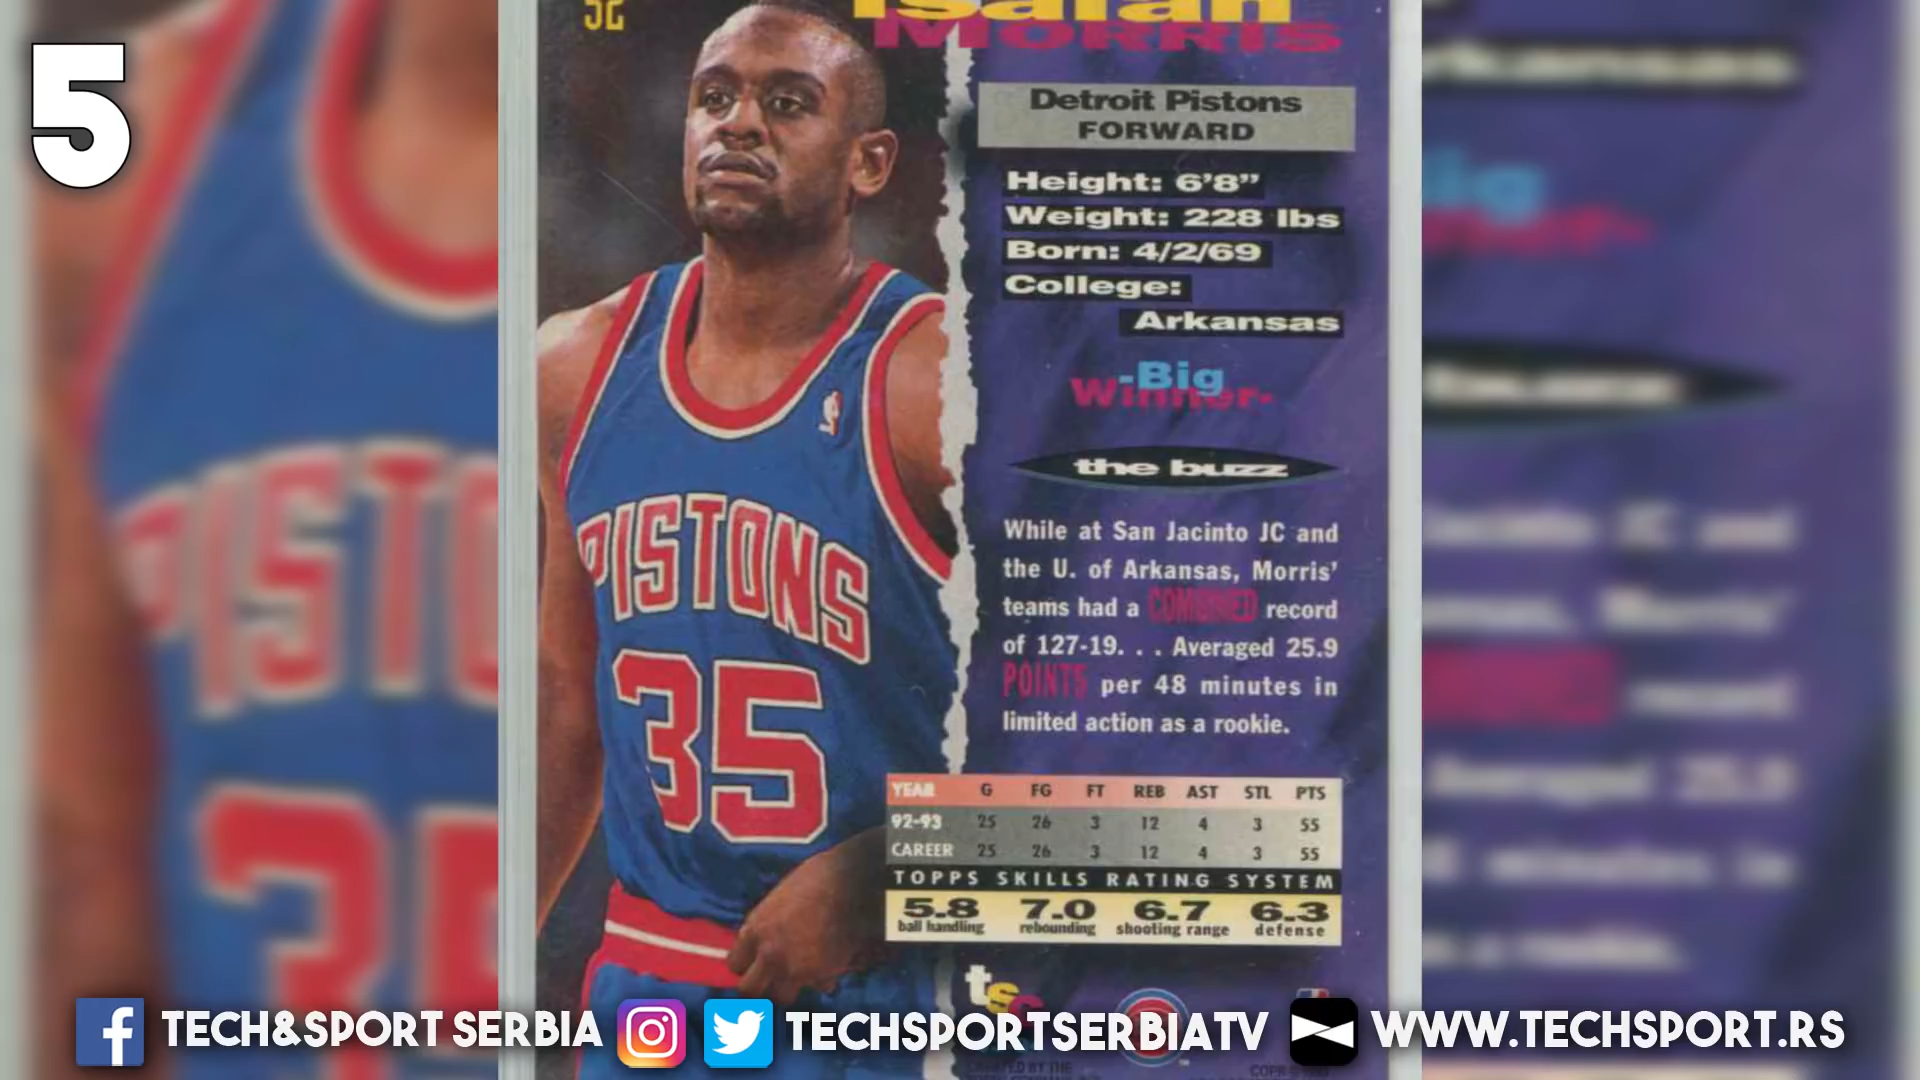 5
52
Isaiah
MORRIS
Detroit Pistons
FORWARD
Height: 6'8”
Weight: 228 lbs
Born: 4/2/69
College:
Arkansas
-Big
Winner-
the buzz
While at San Jacinto JC and
the U. of Arkansas, Morris’
teams had a COMBINED record
of 127-19. . . Averaged 25.9
POINTS per 48 minutes in
limited action as a rookie.
PISTONS
35
YEAR G FG FT REB AST STL PTS
92-93 25 26 3 12 4 3 55
CAREER 25 26 3 12 4 3 55
TOPPS SKILLS RATING SYSTEM
5.8 7.0 6.7 6.3
ball handling rebounding shooting range defense
tsc
TECH&SPORT SERBIA TECHSPORTSERBIATV WWW.TECHSPORT.RS